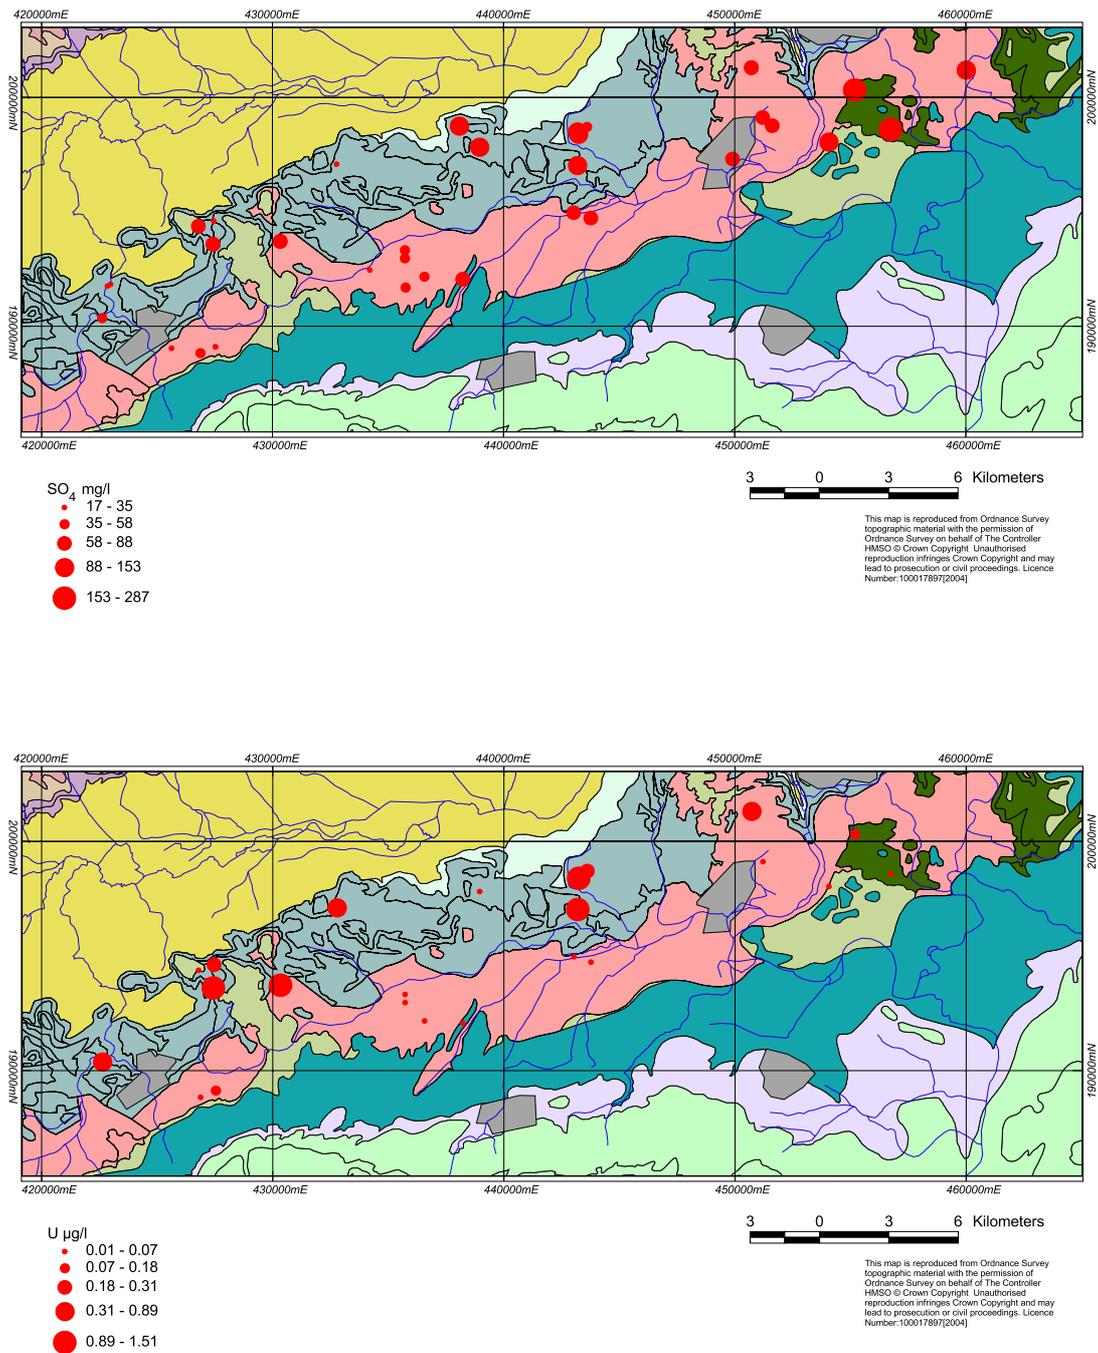 420000mE 430000mE 440000mE 450000mE 460000mE
200000mN 200000mN
190000mN 190000mN
420000mE 430000mE 440000mE 450000mE 460000mE
SO4 mg/l
17 - 35
35 - 58
58 - 88
88 - 153
153 - 287
3 0 3 6 Kilometers
This map is reproduced from Ordnance Survey
topographic material with the permission of
Ordnance Survey on behalf of The Controller
HMSO © Crown Copyright Unauthorised
reproduction infringes Crown Copyright and may
lead to prosecution or civil proceedings. Licence
Number:100017897[2004]
420000mE 430000mE 440000mE 450000mE 460000mE
200000mN 200000mN
190000mN 190000mN
420000mE 430000mE 440000mE 450000mE 460000mE
U µg/l
0.01 - 0.07
0.07 - 0.18
0.18 - 0.31
0.31 - 0.89
0.89 - 1.51
3 0 3 6 Kilometers
This map is reproduced from Ordnance Survey
topographic material with the permission of
Ordnance Survey on behalf of The Controller
HMSO © Crown Copyright Unauthorised
reproduction infringes Crown Copyright and may
lead to prosecution or civil proceedings. Licence
Number:100017897[2004]